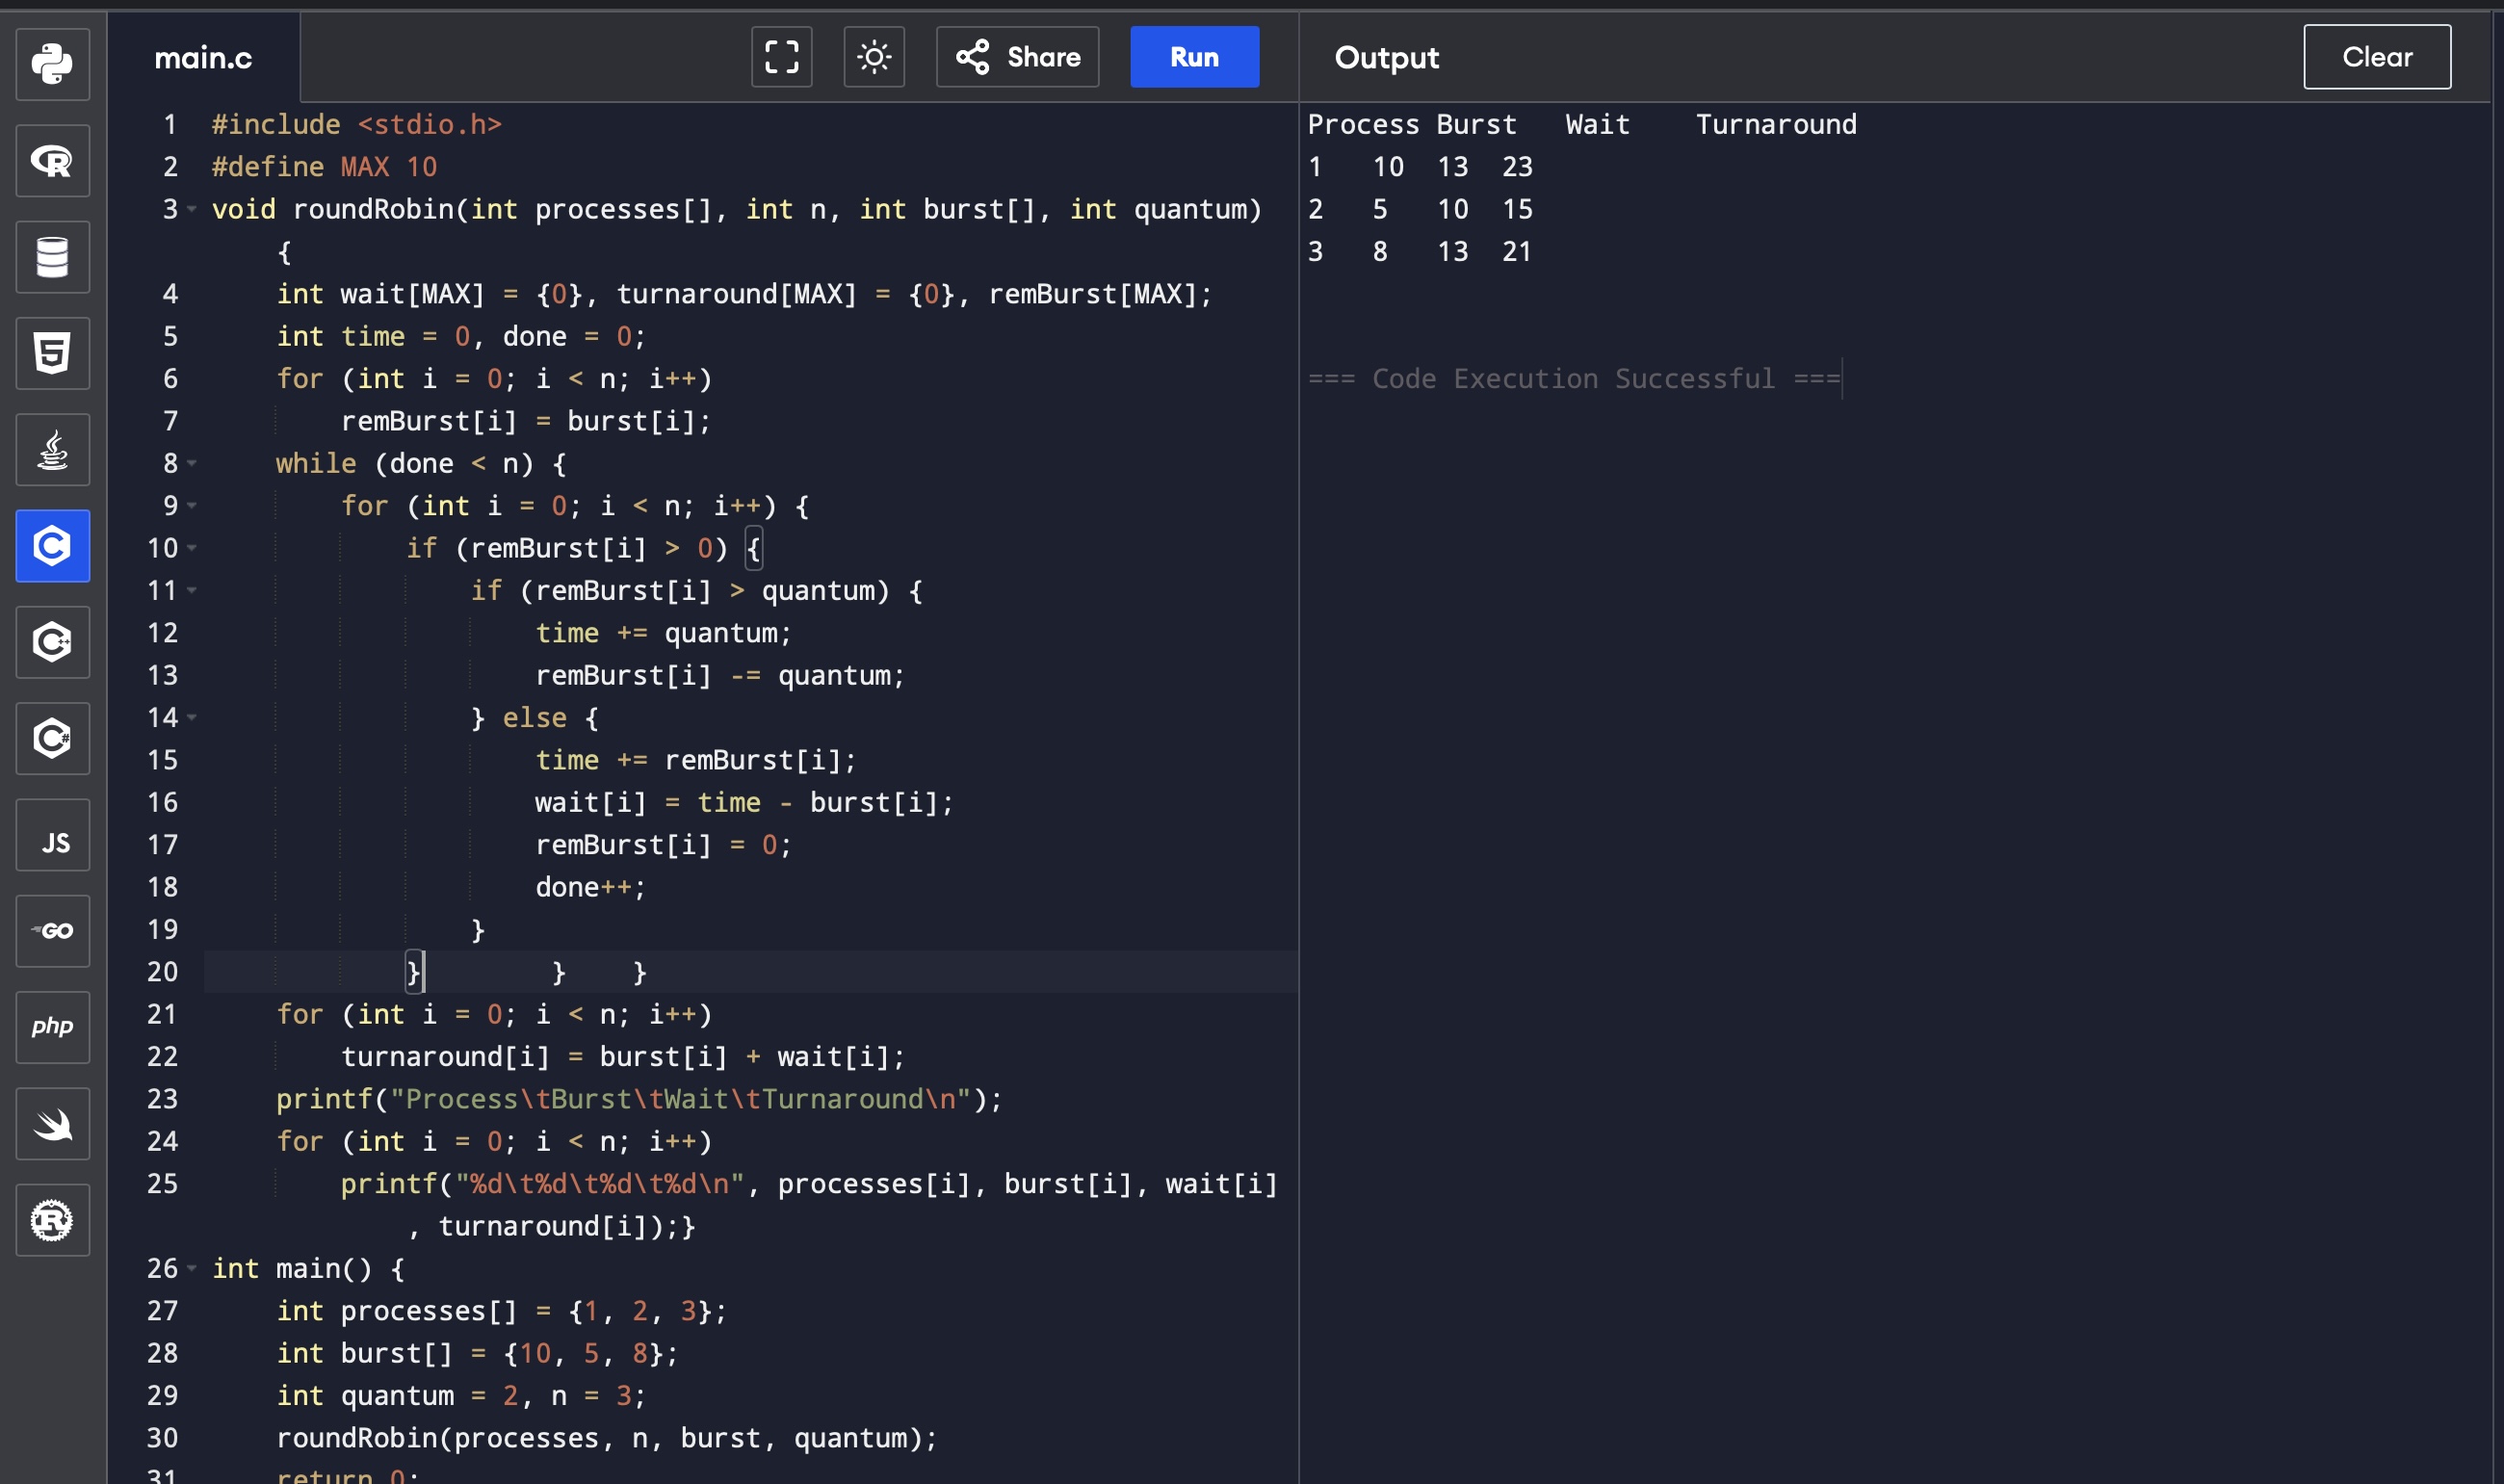 main.c
Share
Run
Output
Clear
R
5
C
C++
C#
JS
GO
php
R
1 #include <stdio.h>
2 #define MAX 10
3 void roundRobin(int processes[], int n, int burst[], int quantum)
{
4 int wait[MAX] = {0}, turnaround[MAX] = {0}, remBurst[MAX];
5 int time = 0, done = 0;
6 for (int i = 0; i < n; i++)
7 remBurst[i] = burst[i];
8 while (done < n) {
9 for (int i = 0; i < n; i++) {
10 if (remBurst[i] > 0) {
11 if (remBurst[i] > quantum) {
12 time += quantum;
13 remBurst[i] -= quantum;
14 } else {
15 time += remBurst[i];
16 wait[i] = time - burst[i];
17 remBurst[i] = 0;
18 done++;
19 }
20 } } }
21 for (int i = 0; i < n; i++)
22 turnaround[i] = burst[i] + wait[i];
23 printf("Process\tBurst\tWait\tTurnaround\n");
24 for (int i = 0; i < n; i++)
25 printf("%d\t%d\t%d\t%d\n", processes[i], burst[i], wait[i]
, turnaround[i]);}
26 int main() {
27 int processes[] = {1, 2, 3};
28 int burst[] = {10, 5, 8};
29 int quantum = 2, n = 3;
30 roundRobin(processes, n, burst, quantum);
31 return 0;
Process Burst Wait Turnaround
1 10 13 23
2 5 10 15
3 8 13 21
=== Code Execution Successful ===